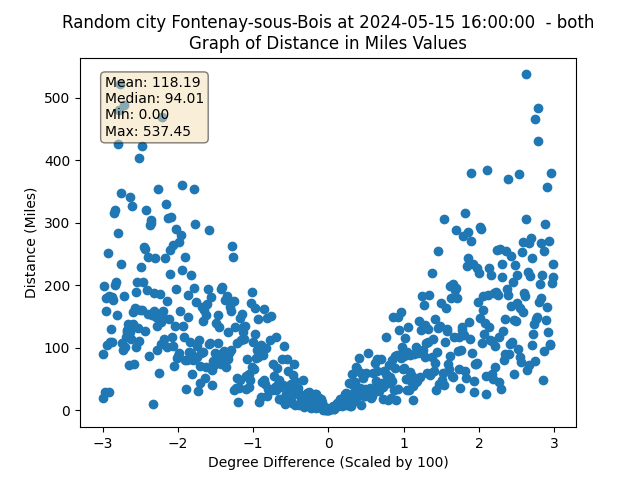 Random city Fontenay-sous-Bois at 2024-05-15 16:00:00 - both
Graph of Distance in Miles Values
Mean: 118.19
Median: 94.01
Min: 0.00
Max: 537.45
500
400
300
200
100
0
Distance (Miles)
−3 −2 −1 0 1 2 3
Degree Difference (Scaled by 100)